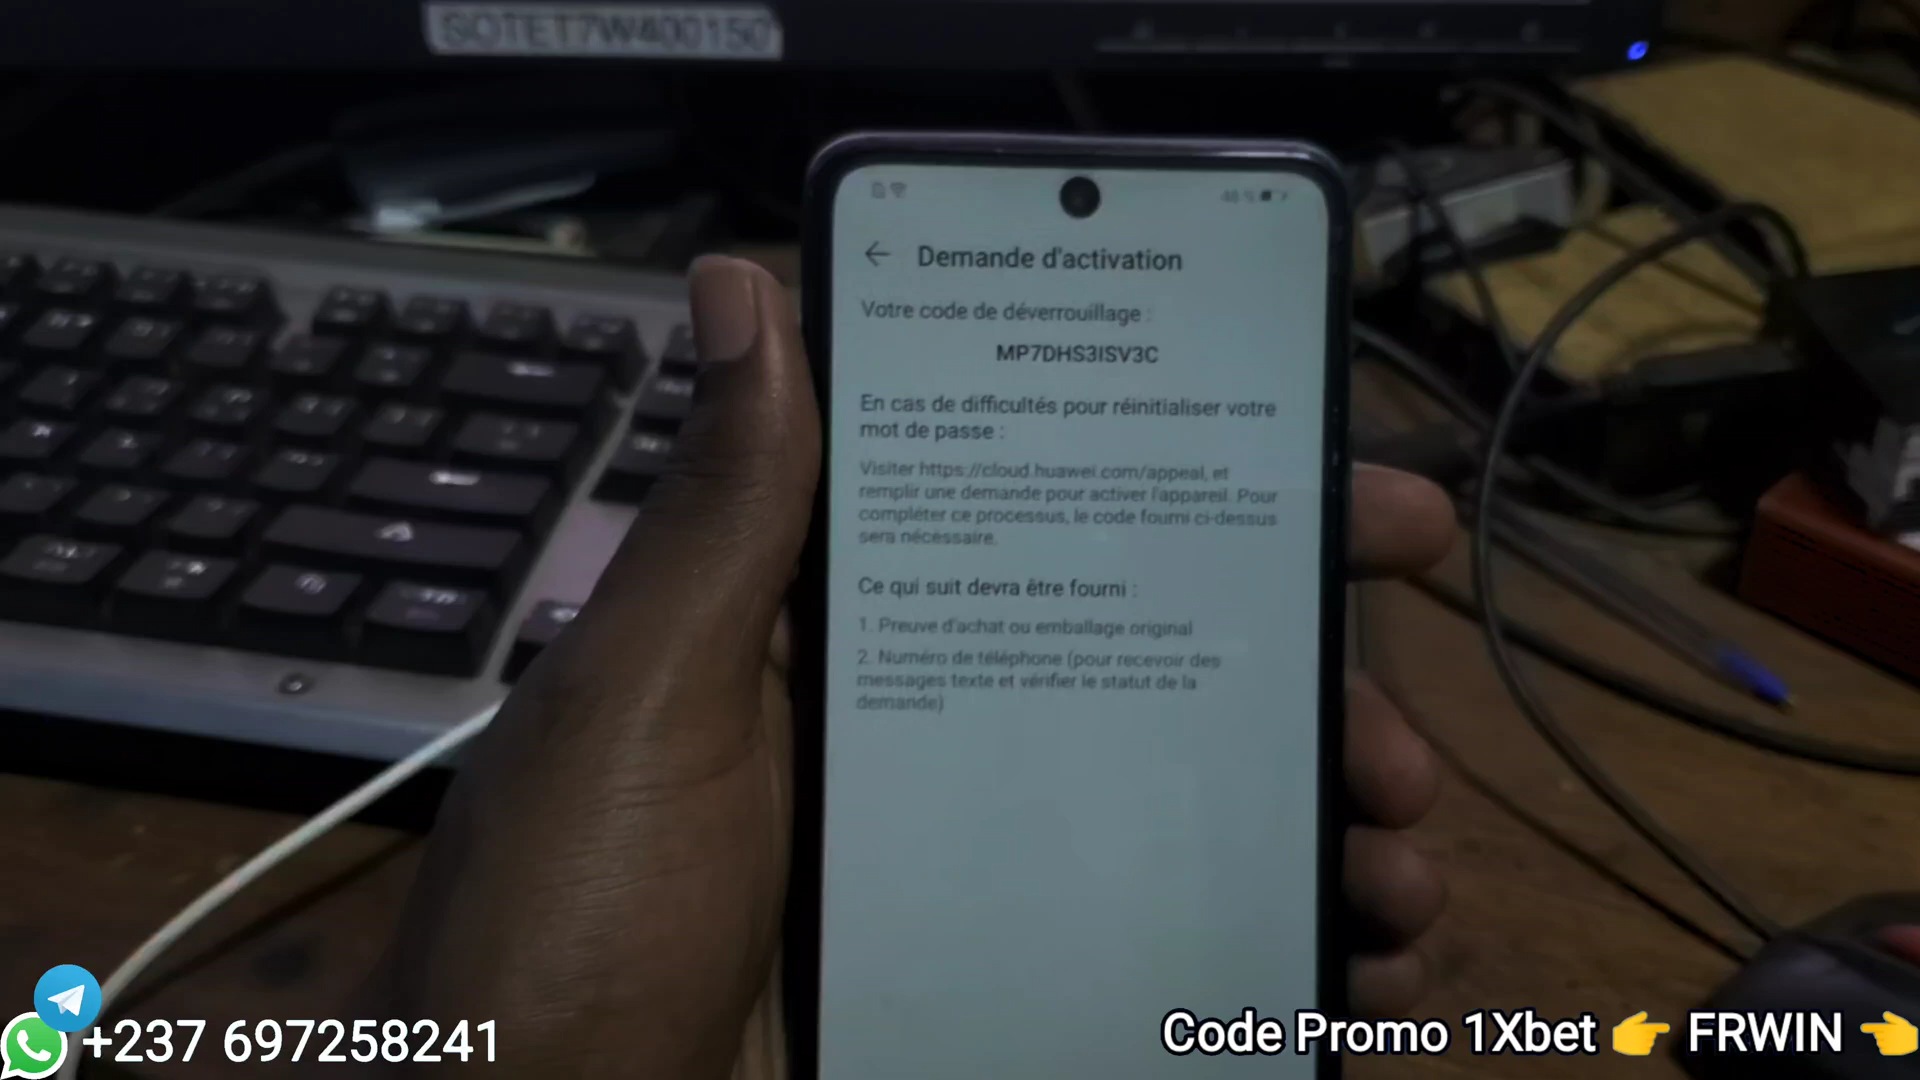 SOTET7W400150
48 %
Demande d'activation
Votre code de déverrouillage :
MP7DHS3ISV3C
En cas de difficultés pour réinitialiser votre
mot de passe :
Visiter https://cloud.huawei.com/appeal, et
remplir une demande pour activer l'appareil. Pour
compléter ce processus, le code fourni ci-dessus
sera nécessaire.
Ce qui suit devra être fourni :
1. Preuve d'achat ou emballage original
2. Numéro de téléphone (pour recevoir des
messages texte et vérifier le statut de la
demande)
+237 697258241
Code Promo 1Xbet 👉 FRWIN 👈